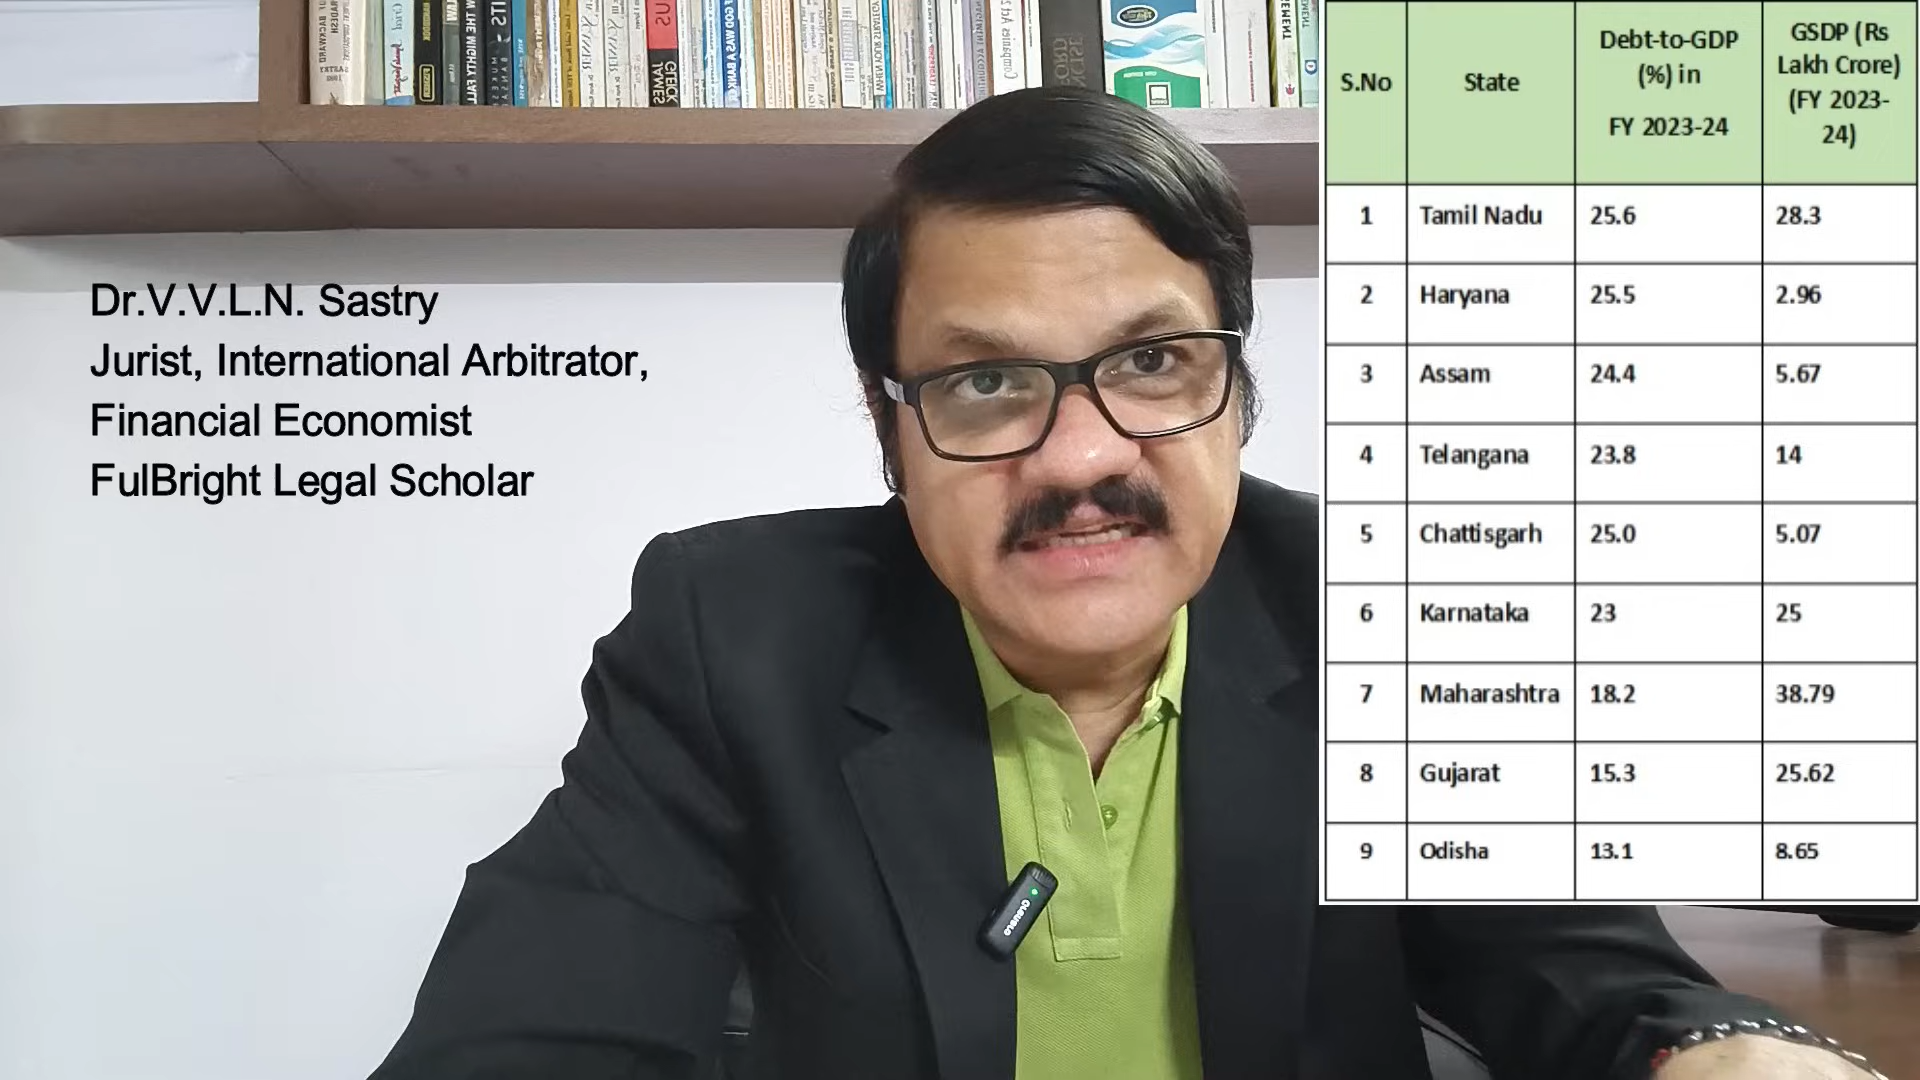 Dr.V.V.L.N. Sastry
Jurist, International Arbitrator,
Financial Economist
FulBright Legal Scholar
S.No
State
Debt-to-GDP
(%) in
FY 2023-24
GSDP (Rs
Lakh Crore)
(FY 2023-
24)
1 Tamil Nadu 25.6 28.3
2 Haryana 25.5 2.96
3 Assam 24.4 5.67
4 Telangana 23.8 14
5 Chattisgarh 25.0 5.07
6 Karnataka 23 25
7 Maharashtra 18.2 38.79
8 Gujarat 15.3 25.62
9 Odisha 13.1 8.65